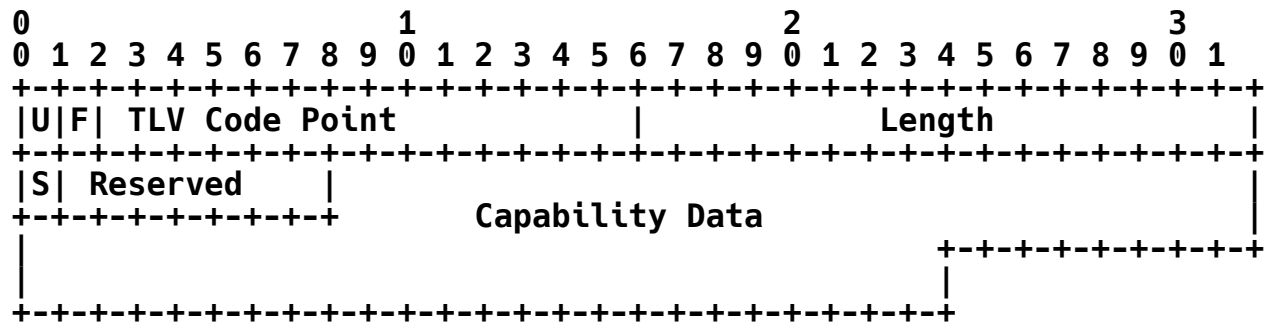 0                   1                   2                   3
0 1 2 3 4 5 6 7 8 9 0 1 2 3 4 5 6 7 8 9 0 1 2 3 4 5 6 7 8 9 0 1
+-+-+-+-+-+-+-+-+-+-+-+-+-+-+-+-+-+-+-+-+-+-+-+-+-+-+-+-+-+-+-+-+
|U|F| TLV Code Point            |            Length             |
+-+-+-+-+-+-+-+-+-+-+-+-+-+-+-+-+-+-+-+-+-+-+-+-+-+-+-+-+-+-+-+-+
|S| Reserved    |                                               |
+-+-+-+-+-+-+-+-+       Capability Data                         |
|                                               +-+-+-+-+-+-+-+-+
|                                               |
+-+-+-+-+-+-+-+-+-+-+-+-+-+-+-+-+-+-+-+-+-+-+-+-+